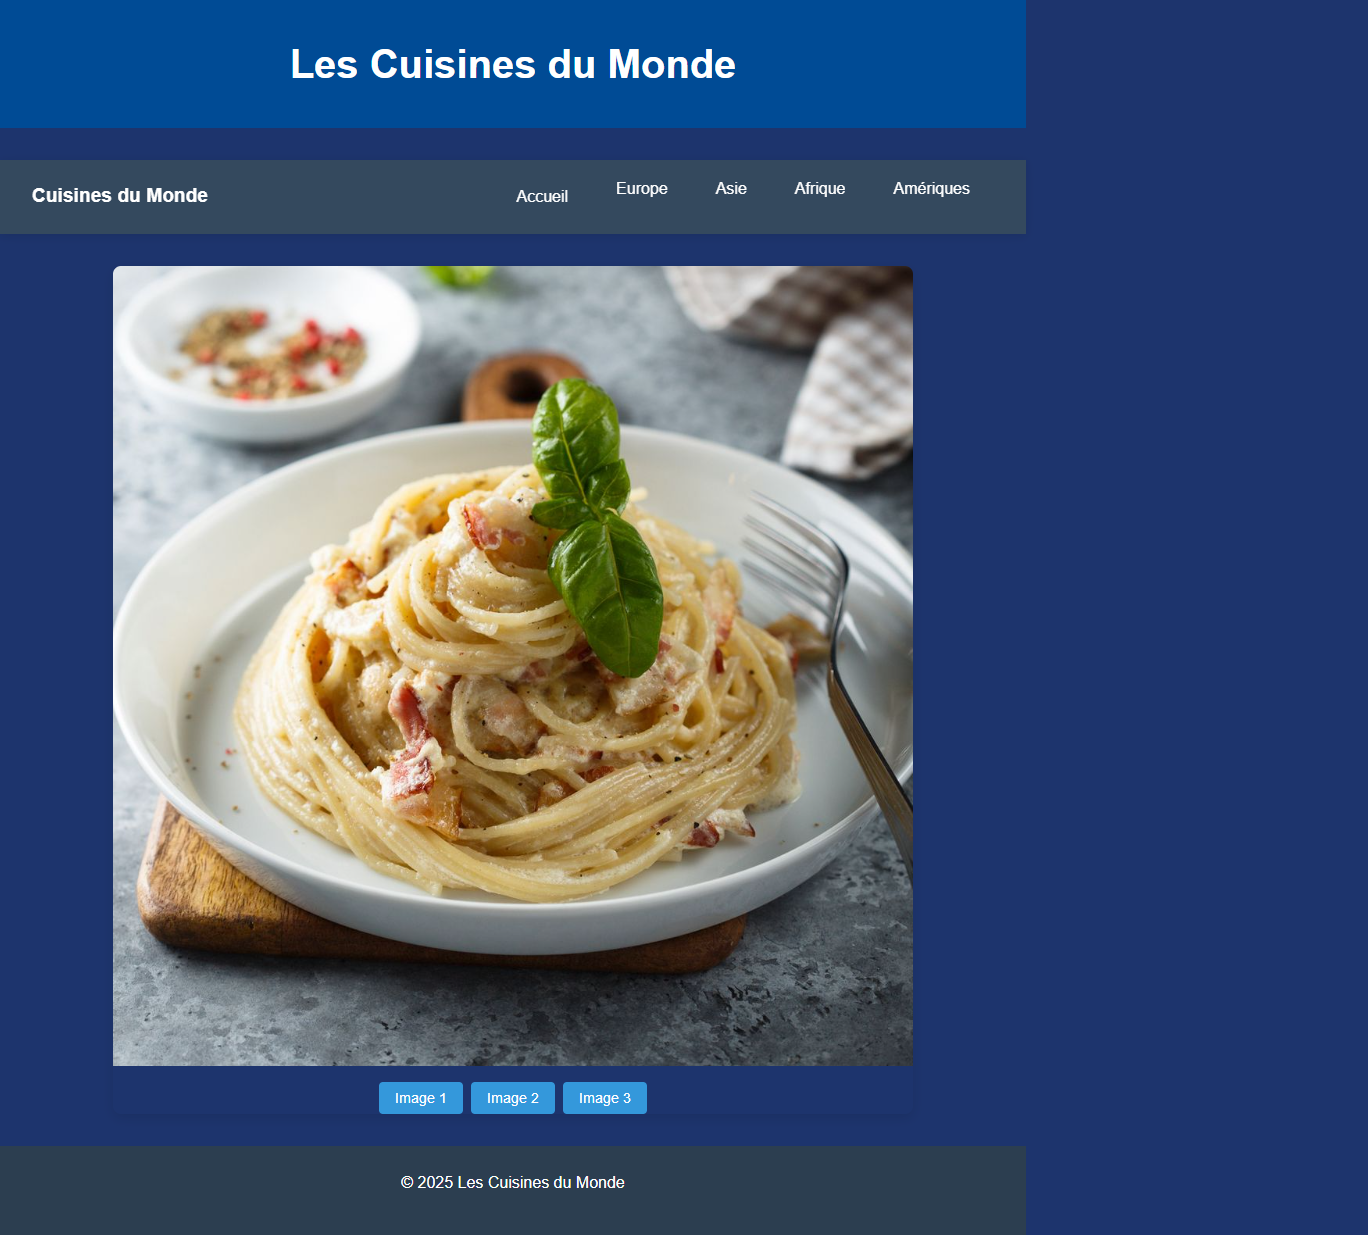 Les Cuisines du Monde
Cuisines du Monde
Accueil
Europe
Asie
Afrique
Amériques
Image 1
Image 2
Image 3
© 2025 Les Cuisines du Monde